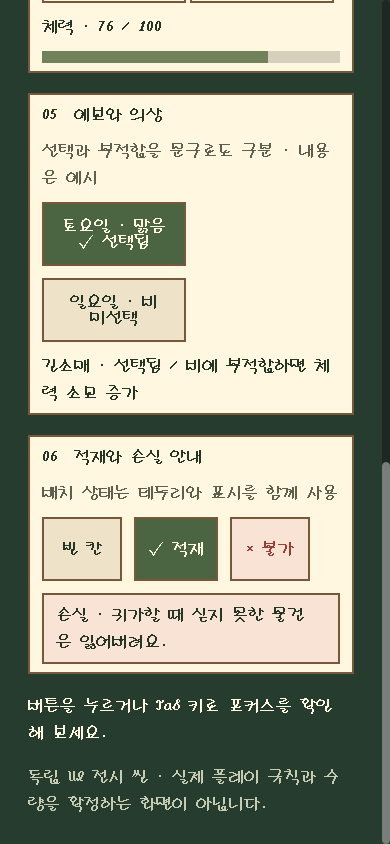 체력 · 76 / 100
05 예보와 의상
선택과 부적합을 문구로도 구분 · 내용
은 예시
토요일 · 맑음
✓ 선택됨
일요일 · 비
미선택
긴소매 · 선택됨 / 비에 부적합하면 체
력 소모 증가
06 적재와 손실 안내
배치 상태는 테두리와 표시를 함께 사용
빈 칸
✓ 적재
× 불가
손실 · 귀가할 때 싣지 못한 물건
은 잃어버려요.
버튼을 누르거나 Tab 키로 포커스를 확인
해 보세요.
독립 UI 전시 씬 · 실제 플레이 규칙과 수
량을 확정하는 화면이 아닙니다.